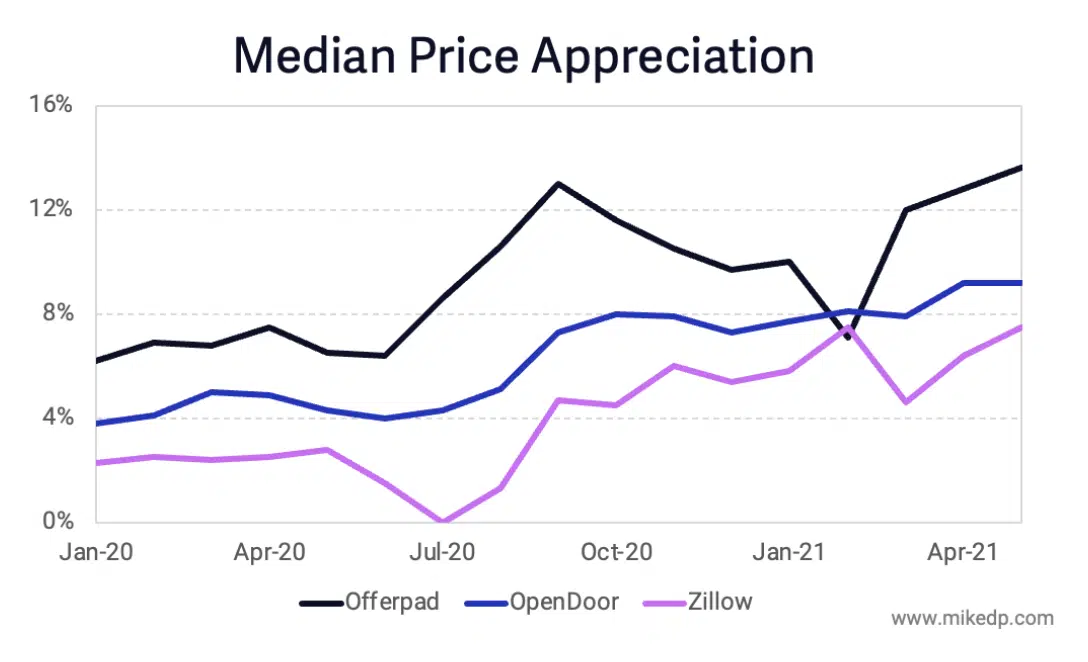 Median Price Appreciation
16%
12%
8%
4%
0%
Jan-20 Apr-20 Jul-20 Oct-20 Jan-21 Apr-21
Offerpad OpenDoor Zillow
www.mikedp.com